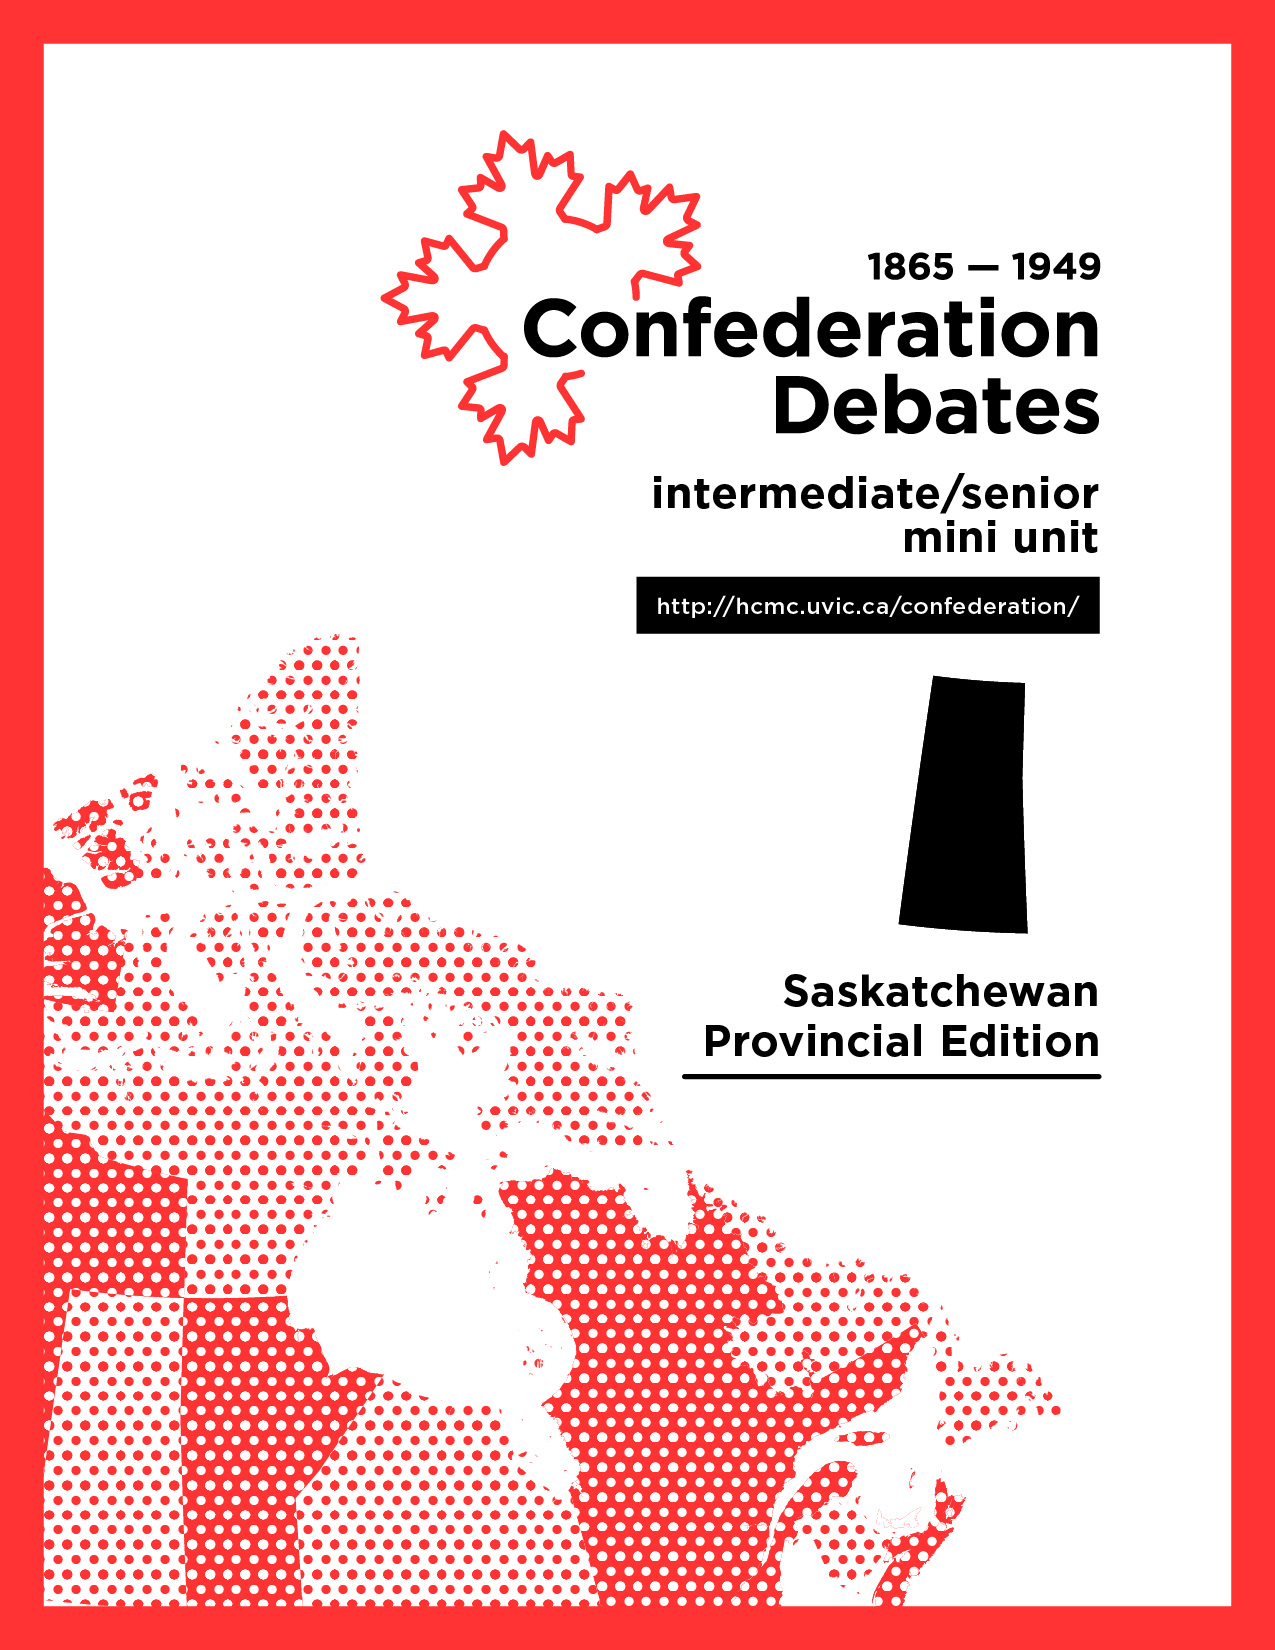 1865 — 1949
Confederation
Debates
intermediate/senior
mini unit
http://hcmc.uvic.ca/confederation/
Saskatchewan
Provincial Edition